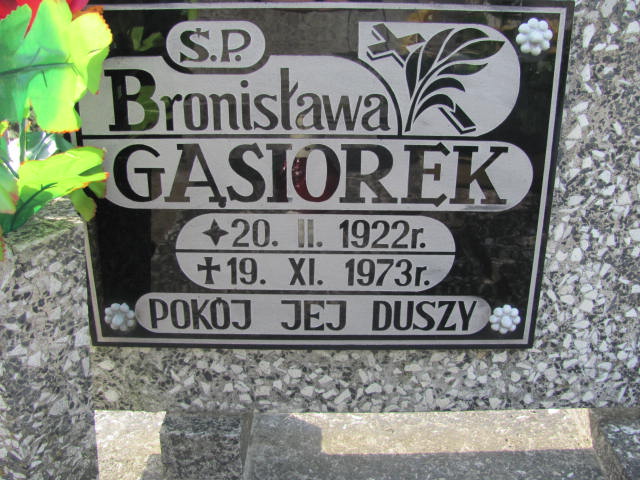 Ś.P.
Bronisława
GĄSIOREK
20. II. 1922r.
19. XI. 1973r.
POKÓJ JEJ DUSZY